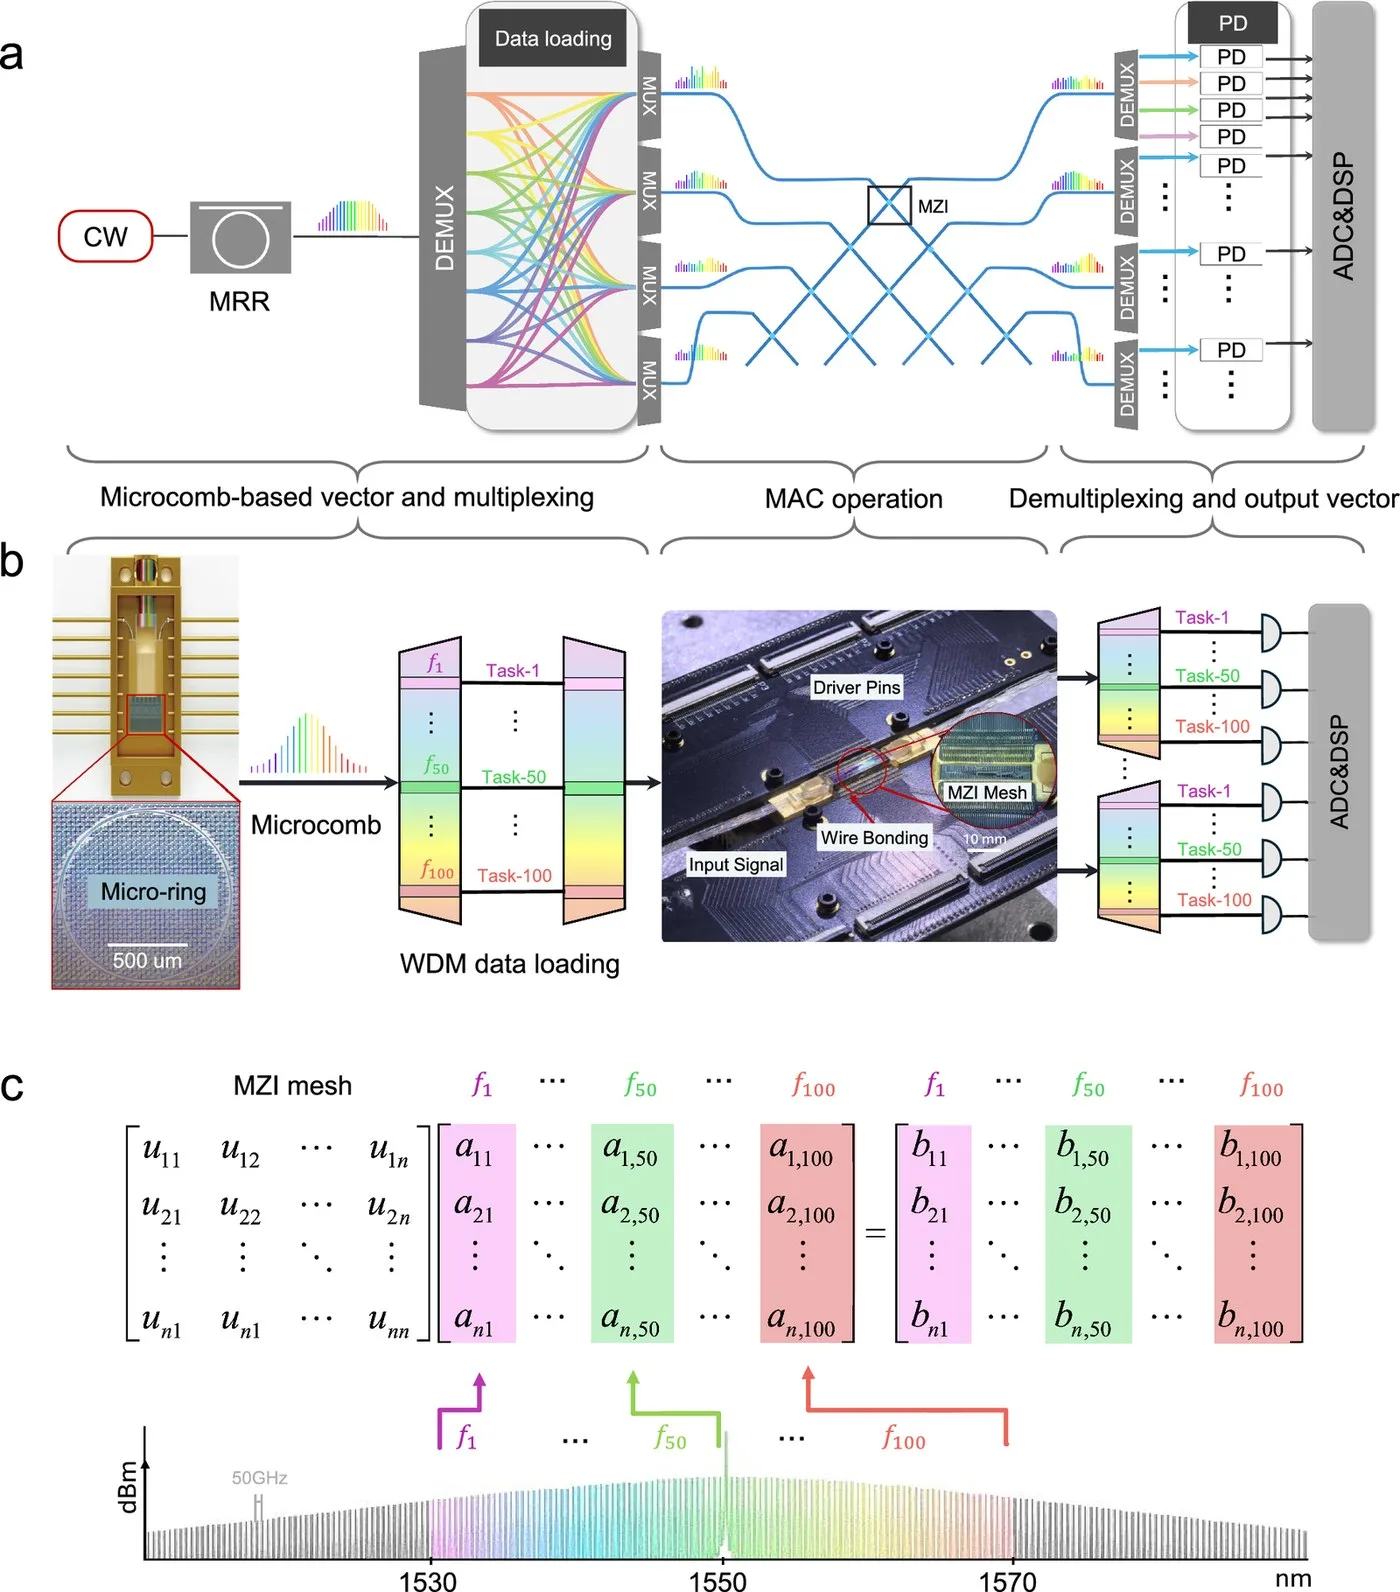 a
Data loading
PD
CW
MRR
DEMUX
MUX
MUX
MUX
MUX
MZI
DEMUX
DEMUX
DEMUX
DEMUX
PD
PD
PD
PD
PD
PD
PD
ADC&DSP
Microcomb-based vector and multiplexing
MAC operation
Demultiplexing and output vector
b
Micro-ring
500 um
Microcomb
f1
f50
f100
Task-1
Task-50
Task-100
WDM data loading
Driver Pins
MZI Mesh
Wire Bonding
10 mm
Input Signal
Task-1
Task-50
Task-100
Task-1
Task-50
Task-100
ADC&DSP
c
MZI mesh f1 ··· f50 ··· f100 f1 ··· f50 ··· f100
u11 u12 ··· u1n a11 ··· a1,50 ··· a1,100 b11 ··· b1,50 ··· b1,100
u21 u22 ··· u2n a21 ··· a2,50 ··· a2,100 = b21 ··· b2,50 ··· b2,100
⋮ ⋮ ⋱ ⋮ ⋮ ⋱ ⋮ ⋱ ⋮ ⋮ ⋱ ⋮ ⋱ ⋮
un1 un1 ··· unn an1 ··· an,50 ··· an,100 bn1 ··· bn,50 ··· bn,100
f1 ··· f50 ··· f100
dBm
50GHz
1530 1550 1570 nm